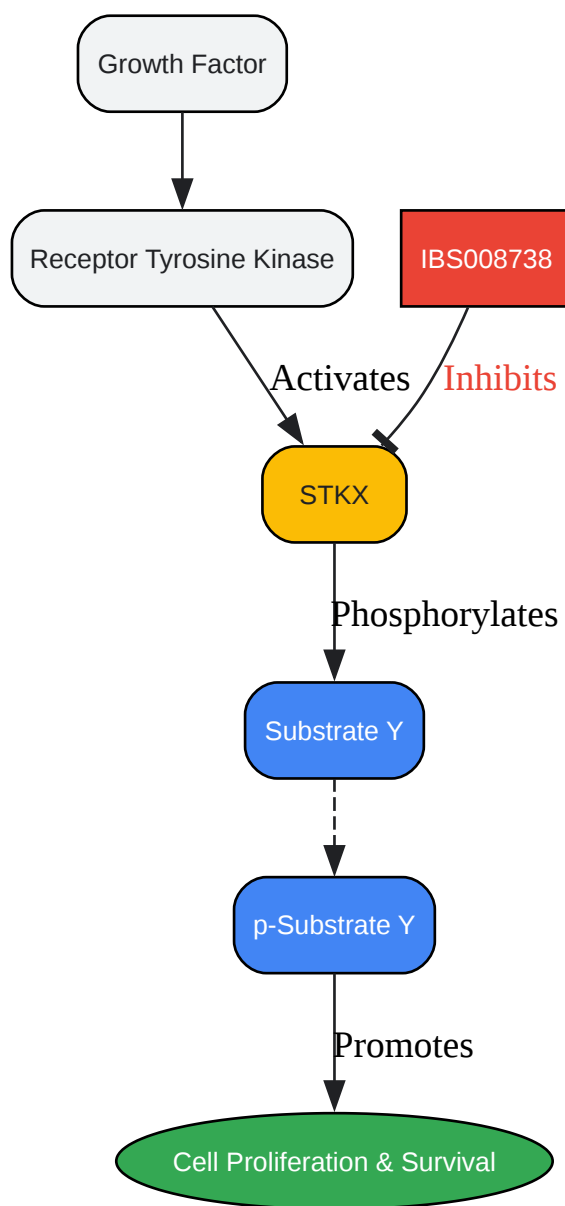 Growth Factor
Receptor Tyrosine Kinase
IBS008738
Activates
Inhibits
STKX
Phosphorylates
Substrate Y
p-Substrate Y
Promotes
Cell Proliferation & Survival